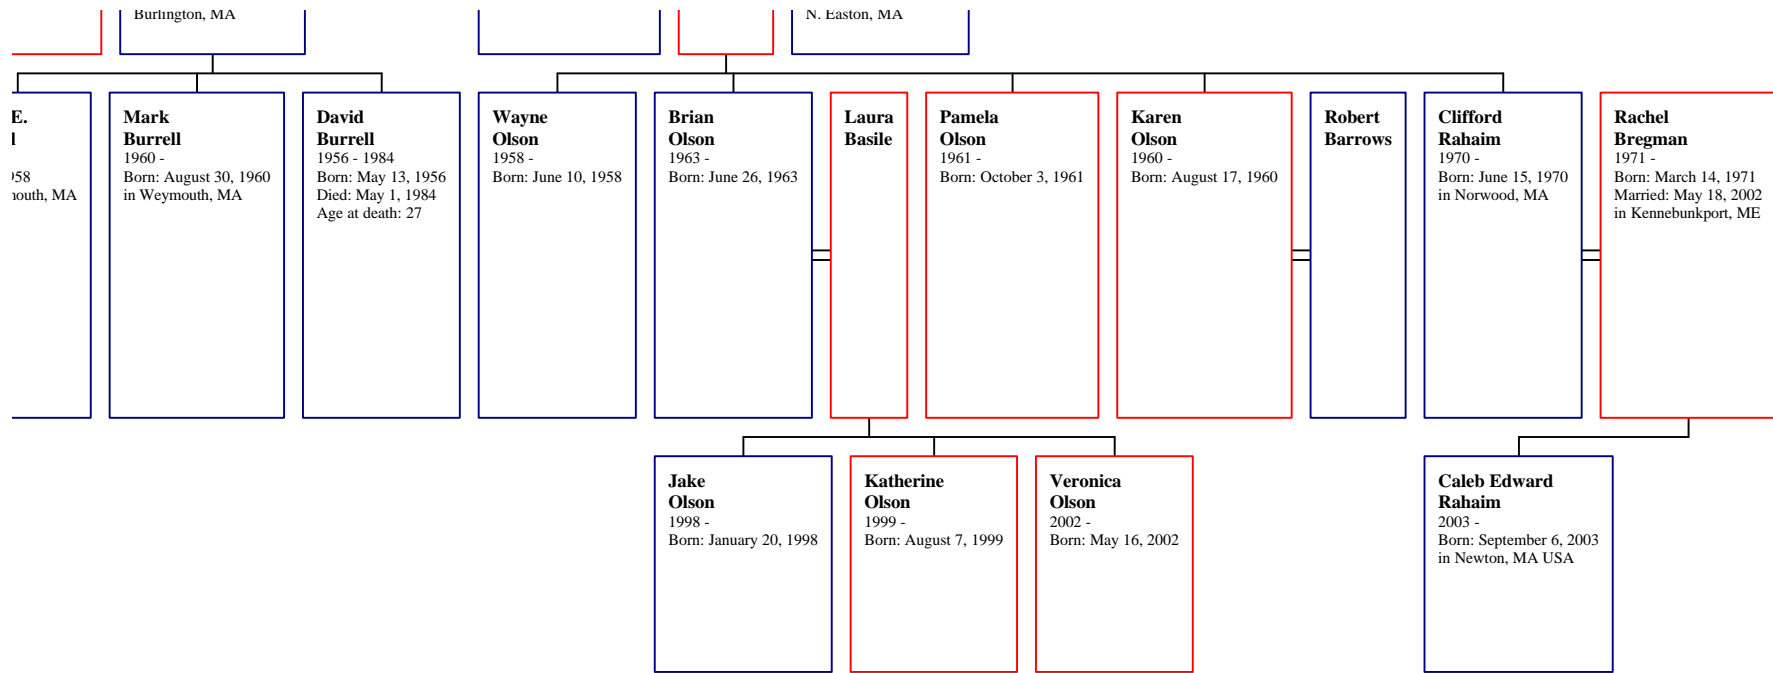 Burlington, MA
N. Easton, MA
E.
Mark
Burrell
1960 -
Born: August 30, 1960
in Weymouth, MA
David
Burrell
1956 - 1984
Born: May 13, 1956
Died: May 1, 1984
Age at death: 27
Wayne
Olson
1958 -
Born: June 10, 1958
Brian
Olson
1963 -
Born: June 26, 1963
Laura
Basile
Pamela
Olson
1961 -
Born: October 3, 1961
Karen
Olson
1960 -
Born: August 17, 1960
Robert
Barrows
Clifford
Rahaim
1970 -
Born: June 15, 1970
in Norwood, MA
Rachel
Bregman
1971 -
Born: March 14, 1971
Married: May 18, 2002
in Kennebunkport, ME
Jake
Olson
1998 -
Born: January 20, 1998
Katherine
Olson
1999 -
Born: August 7, 1999
Veronica
Olson
2002 -
Born: May 16, 2002
Caleb Edward
Rahaim
2003 -
Born: September 6, 2003
in Newton, MA USA